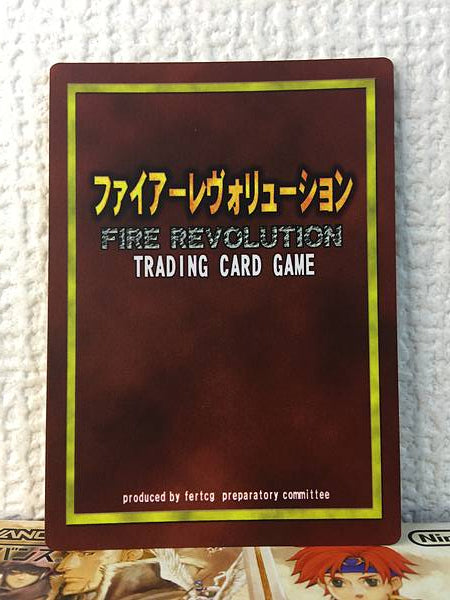 ファイアーレヴォリューション
FIRE REVOLUTION
TRADING CARD GAME
produced by fertcg preparatory committee